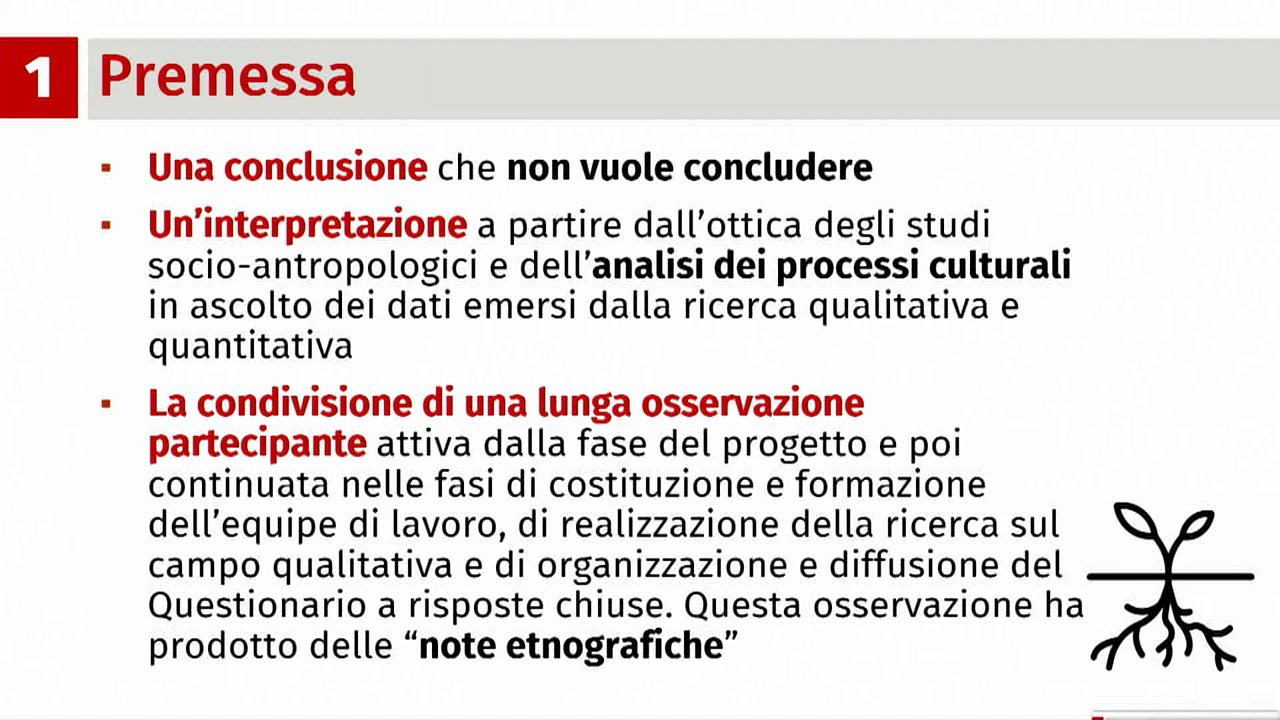 1 Premessa
▪ Una conclusione che non vuole concludere
▪ Un’interpretazione a partire dall’ottica degli studi
socio-antropologici e dell’analisi dei processi culturali
in ascolto dei dati emersi dalla ricerca qualitativa e
quantitativa
▪ La condivisione di una lunga osservazione
partecipante attiva dalla fase del progetto e poi
continuata nelle fasi di costituzione e formazione
dell’equipe di lavoro, di realizzazione della ricerca sul
campo qualitativa e di organizzazione e diffusione del
Questionario a risposte chiuse. Questa osservazione ha
prodotto delle “note etnografiche”